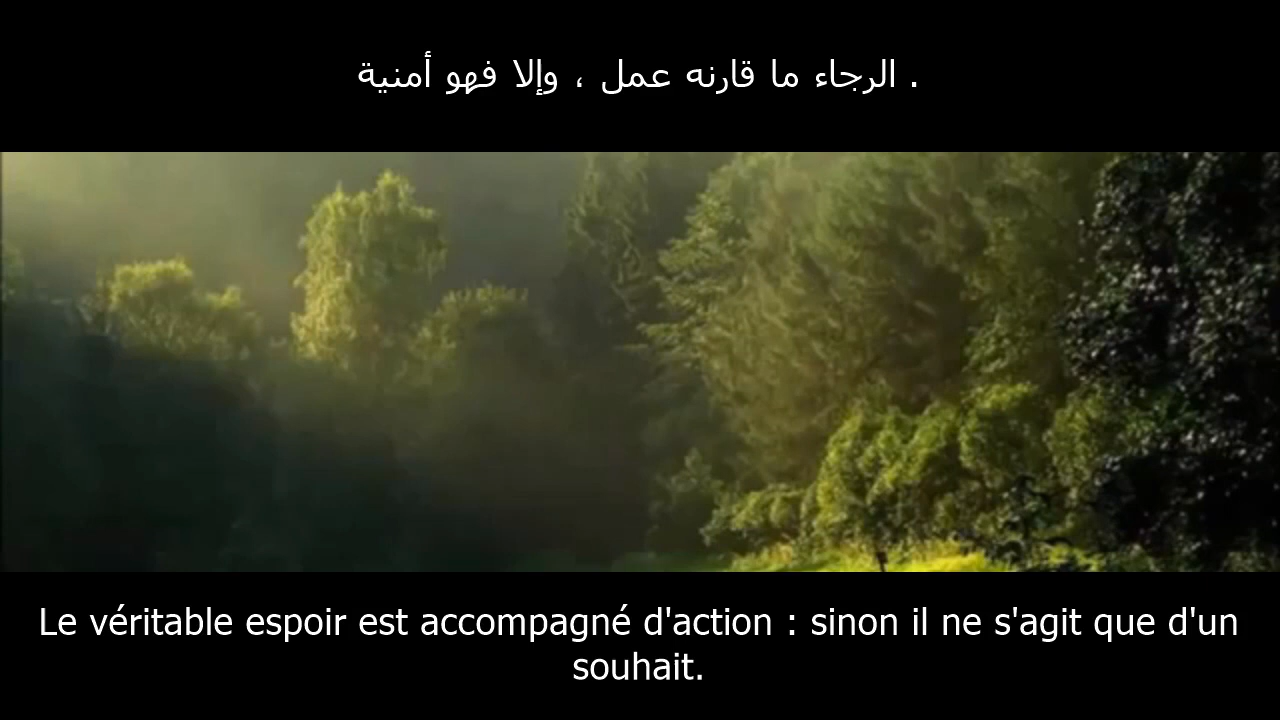 الرجاء ما قارنه عمل ، وإلا فهو أمنية .
Le véritable espoir est accompagné d'action : sinon il ne s'agit que d'un
souhait.